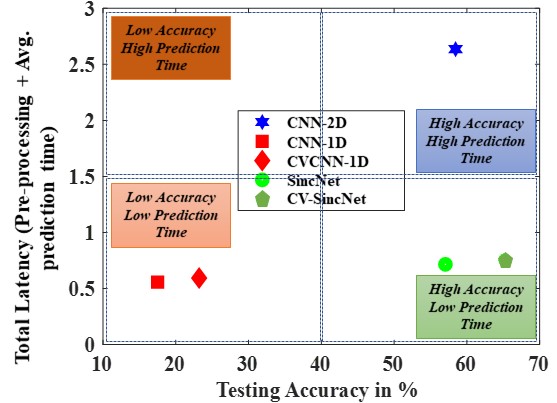 Total Latency (Pre-processing + Avg.
prediction time)
3
2.5
2
1.5
1
0.5
0
Low Accuracy
High Prediction
Time
CNN-2D
CNN-1D
CVCNN-1D
SincNet
CV-SincNet
High Accuracy
High Prediction
Time
Low Accuracy
Low Prediction
Time
High Accuracy
Low Prediction
Time
10 20 30 40 50 60 70
Testing Accuracy in %